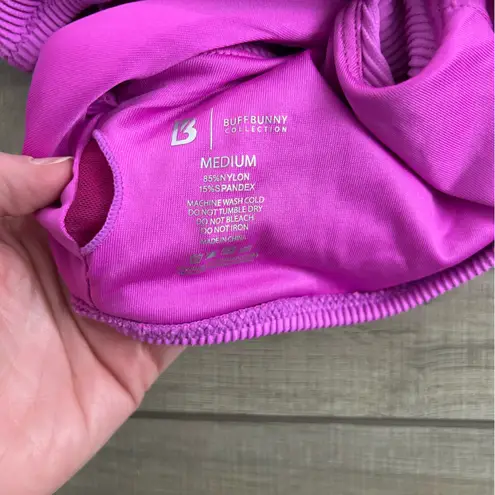 B
BUFFBUNNY
COLLECTION
MEDIUM
85%NYLON
15%SPANDEX
MACHINE WASH COLD
DO NOT TUMBLE DRY
DO NOT BLEACH
DO NOT IRON
MADE IN CHINA